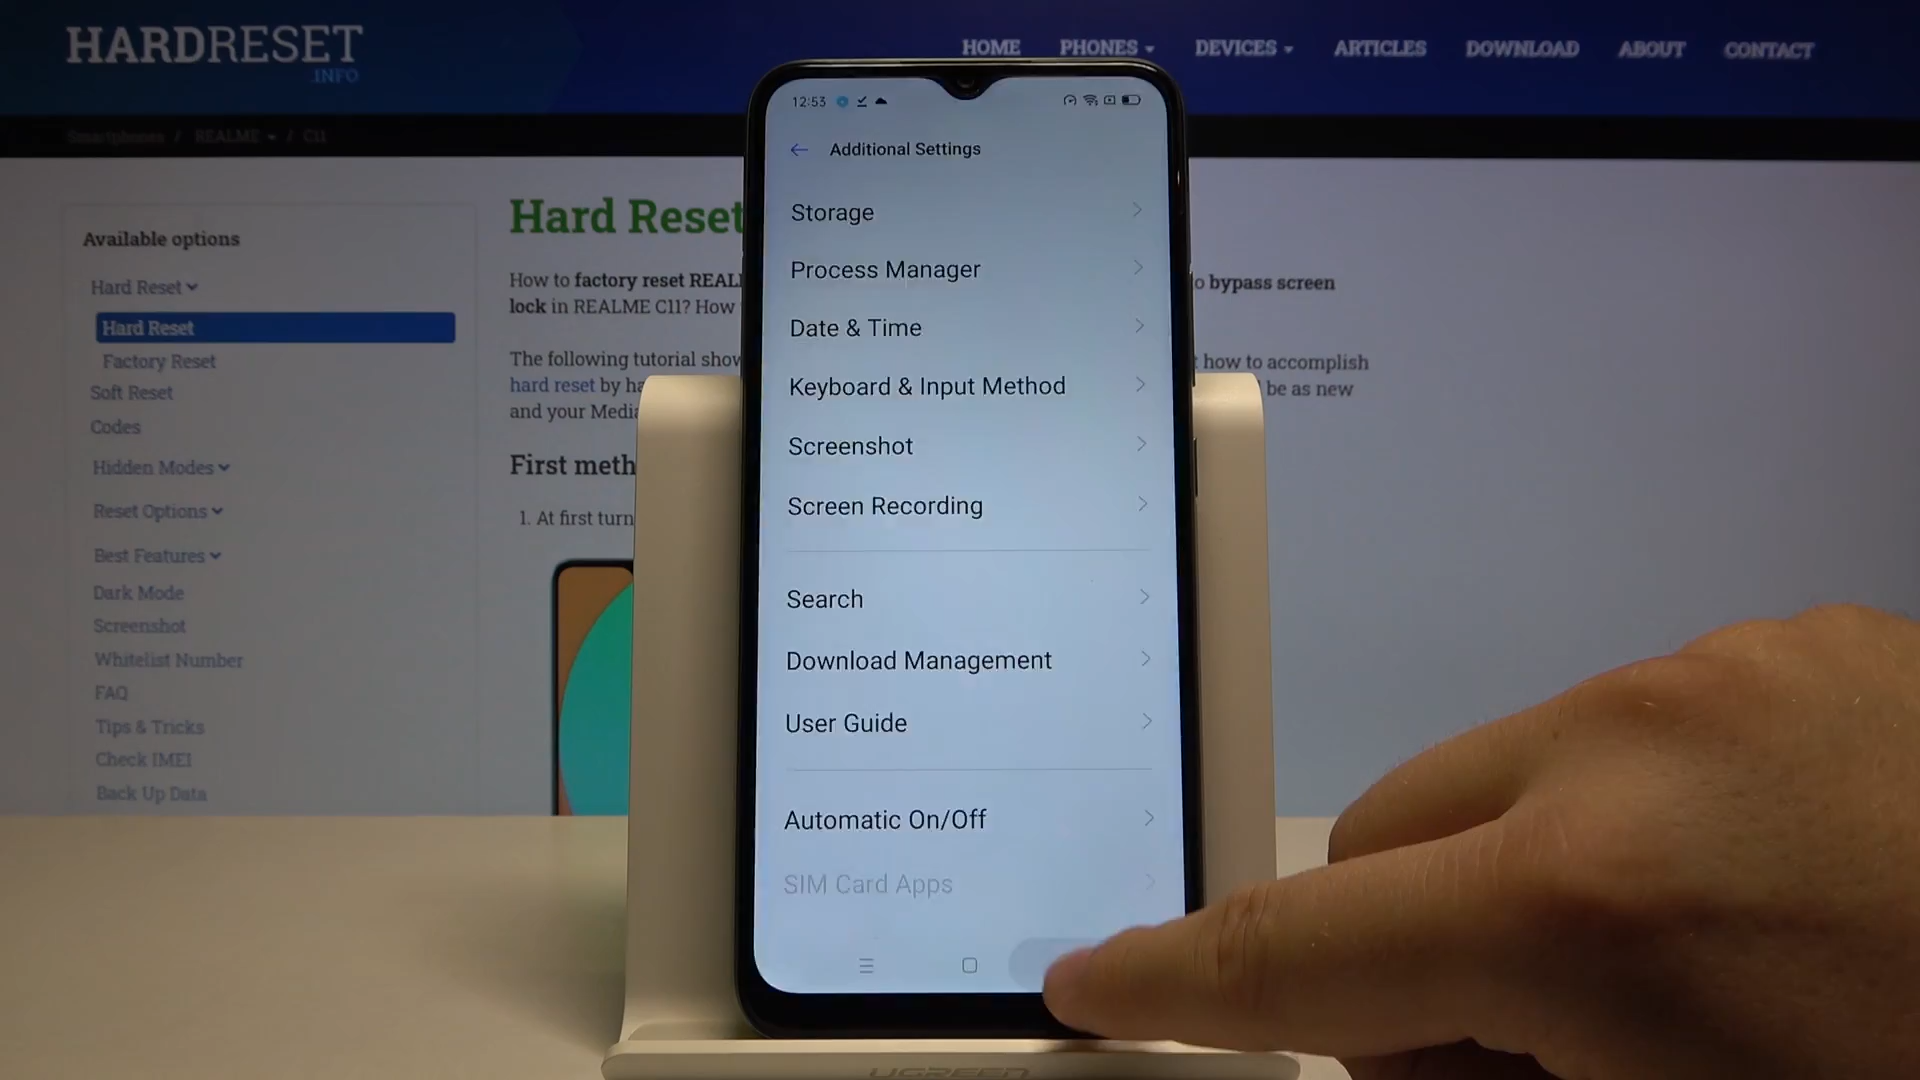 HARDRESET
.INFO
HOME PHONES DEVICES ARTICLES DOWNLOAD ABOUT CONTACT
Smartphones / REALME / C11
Available options
Hard Reset
Hard Reset
Factory Reset
Soft Reset
Codes
Hidden Modes
Reset Options
Best Features
Dark Mode
Screenshot
Whitelist Number
FAQ
Tips & Tricks
Check IMEI
Back Up Data
Hard Reset
How to factory reset REAL
o bypass screen
lock in REALME C11? How
The following tutorial show
how to accomplish
hard reset by ha
be as new
and your Media
First meth
1. At first turn
12:53
Additional Settings
Storage
Process Manager
Date & Time
Keyboard & Input Method
Screenshot
Screen Recording
Search
Download Management
User Guide
Automatic On/Off
SIM Card Apps
UGREEN